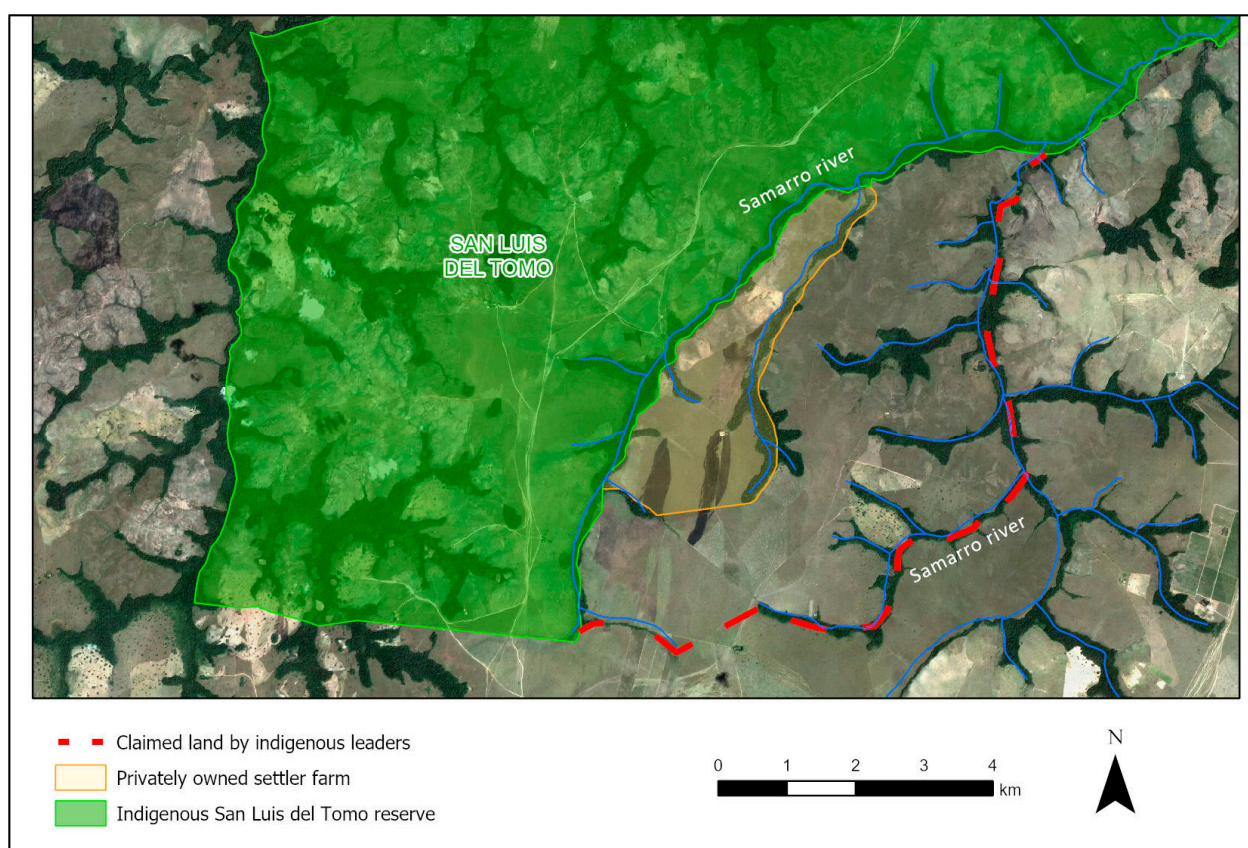 Samarro river
SAN LUIS
DEL TOMO
Samarro river
Claimed land by indigenous leaders
Privately owned settler farm
Indigenous San Luis del Tomo reserve
0 1 2 3 4
km
N